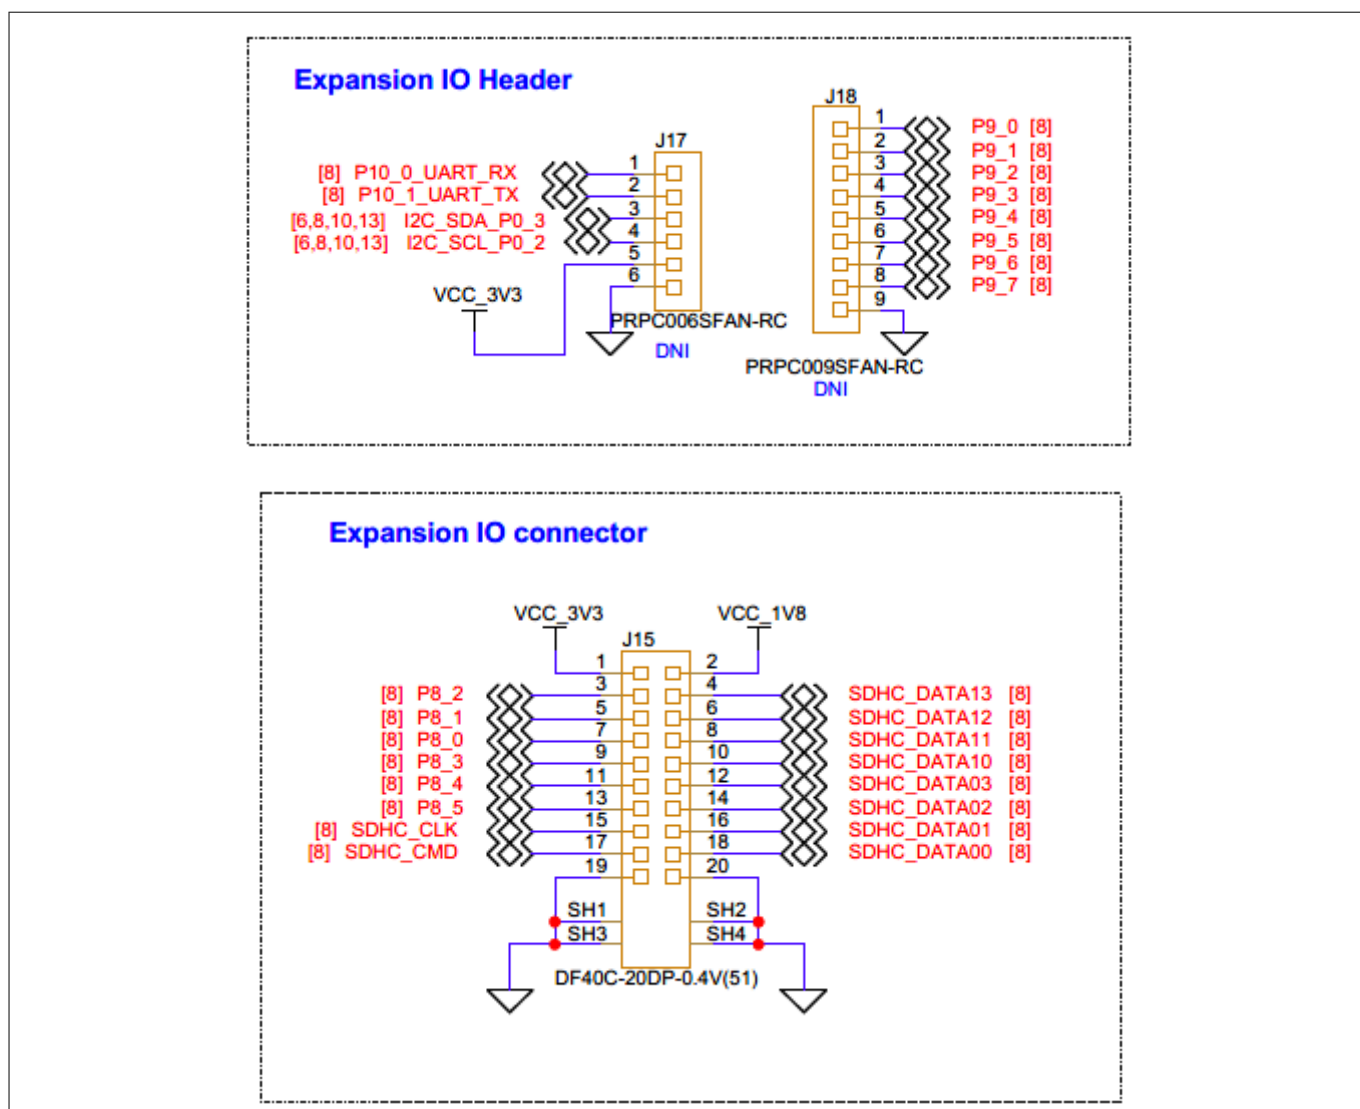 Expansion IO Header
J17
[8] P10_0_UART_RX 1
[8] P10_1_UART_TX 2
[6,8,10,13] I2C_SDA_P0_3 3
[6,8,10,13] I2C_SCL_P0_2 4
5
6
VCC_3V3
PRPC006SFAN-RC
DNI
J18
1 P9_0 [8]
2 P9_1 [8]
3 P9_2 [8]
4 P9_3 [8]
5 P9_4 [8]
6 P9_5 [8]
7 P9_6 [8]
8 P9_7 [8]
9
PRPC009SFAN-RC
DNI
Expansion IO connector
VCC_3V3 VCC_1V8
J15
1 2
[8] P8_2 3 4 SDHC_DATA13 [8]
[8] P8_1 5 6 SDHC_DATA12 [8]
[8] P8_0 7 8 SDHC_DATA11 [8]
[8] P8_3 9 10 SDHC_DATA10 [8]
[8] P8_4 11 12 SDHC_DATA03 [8]
[8] P8_5 13 14 SDHC_DATA02 [8]
[8] SDHC_CLK 15 16 SDHC_DATA01 [8]
[8] SDHC_CMD 17 18 SDHC_DATA00 [8]
19 20
SH1 SH2
SH3 SH4
DF40C-20DP-0.4V(51)